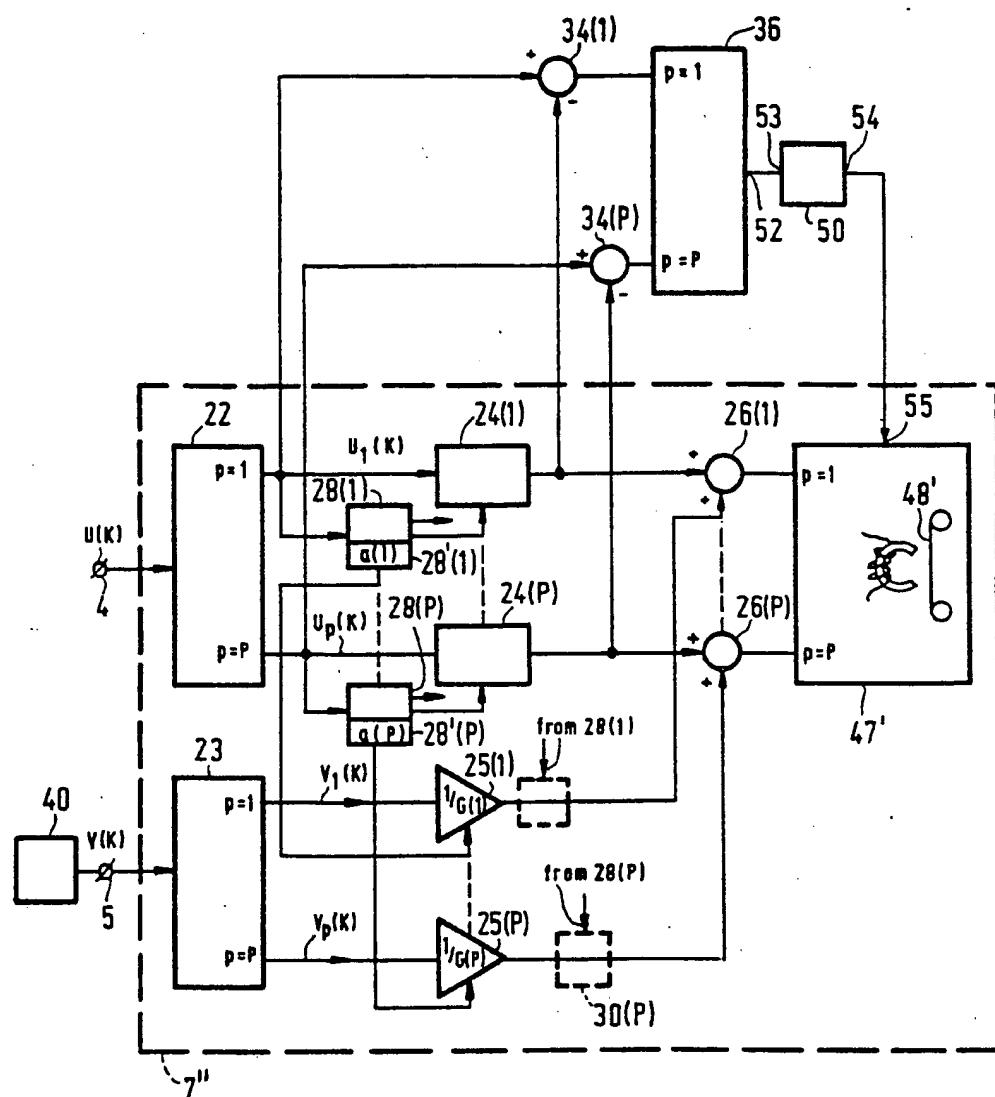 34(1)
36
+
-
p = 1
53
54
52
50
34(P)
+
-
p = P
22
24(1)
26(1)
55
p=1
U₁(K)
+
+
p=1
28(1)
48'
U(K)
4
a(1)
28'(1)
24(P)
28(P)
26(P)
p=P
Uₚ(K)
+
+
p=P
a(P)
28'(P)
47'
from 28(1)
23
V₁(K)
25(1)
p=1
1/G(1)
40
V(K)
5
from 28(P)
Vₚ(K)
25(P)
p=P
1/G(P)
30(P)
7"